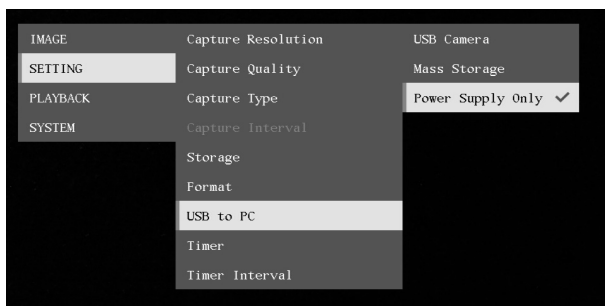 IMAGE
SETTING
PLAYBACK
SYSTEM
Capture Resolution
Capture Quality
Capture Type
Capture Interval
Storage
Format
USB to PC
Timer
Timer Interval
USB Camera
Mass Storage
Power Supply Only